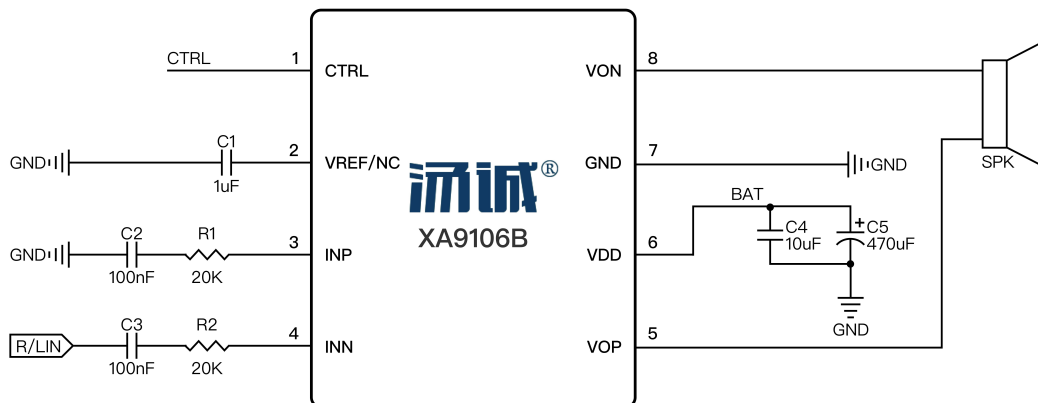 CTRL
1
CTRL
VON
8
GND
C1
1uF
2
VREF/NC
GND
7
GND
SPK
汤诚®
XA9106B
GND
C2
100nF
R1
20K
3
INP
VDD
6
BAT
C4
10uF
+
C5
470uF
GND
R/LIN
C3
100nF
R2
20K
4
INN
VOP
5